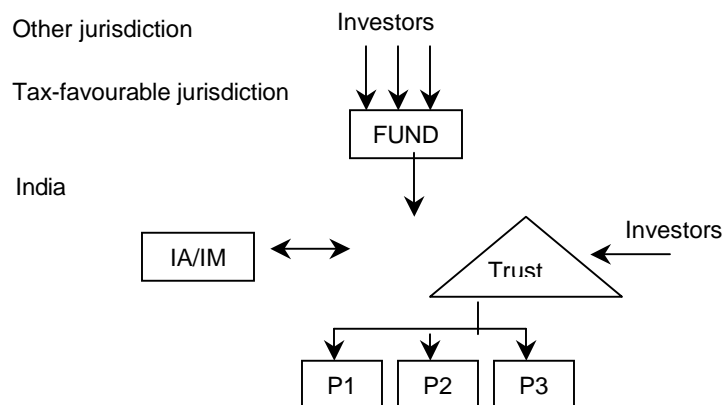 Other jurisdiction
Investors
Tax-favourable jurisdiction
FUND
India
Investors
IA/IM
Trust
P1
P2
P3